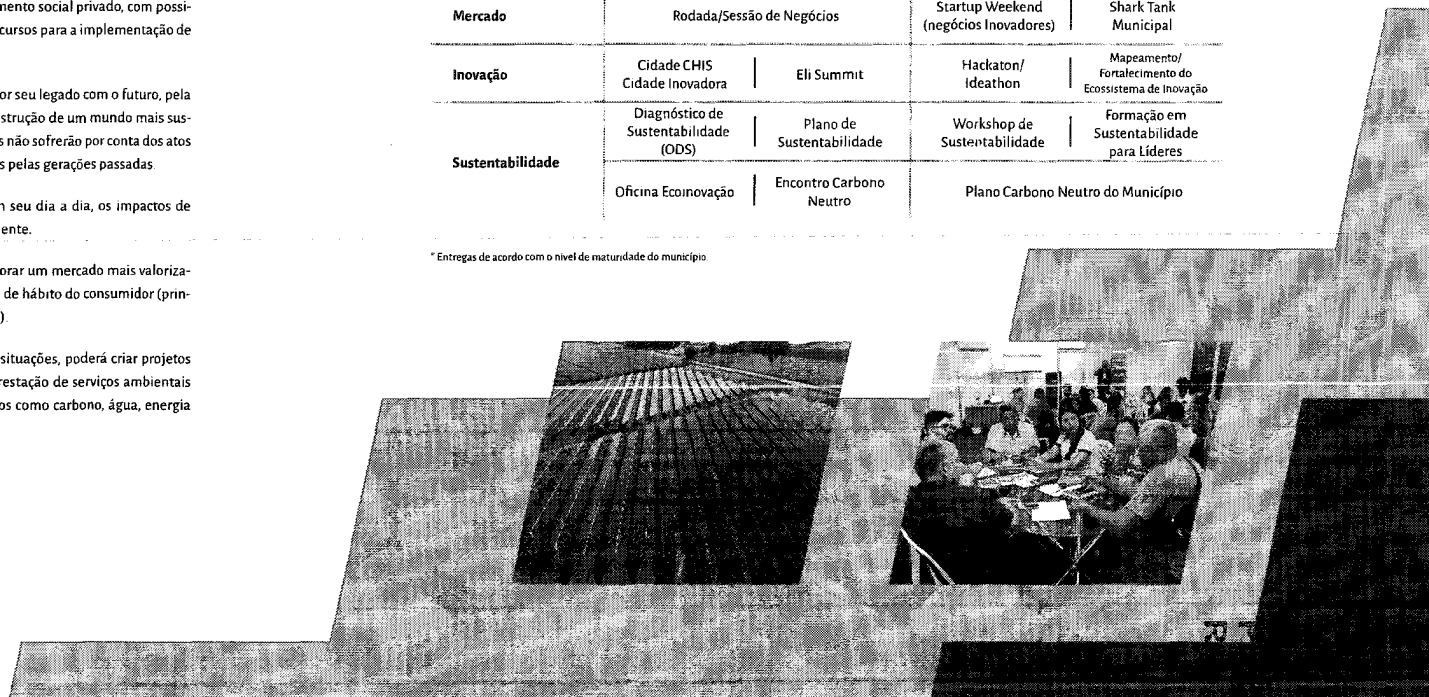 mento social privado, com possi-
cursos para a implementação de
or seu legado com o futuro, pela
strução de um mundo mais sus-
s não sofrerão por conta dos atos
s pelas gerações passadas.
n seu dia a dia, os impactos de
ente.
orar um mercado mais valoriza-
de hábito do consumidor (prin-
).
situações, poderá criar projetos
restação de serviços ambientais
os como carbono, água, energia
Mercado
Rodada/Sessão de Negócios
Startup Weekend
(negócios Inovadores)
Shark Tank
Municipal
Inovação
Cidade CHIS
Cidade Inovadora
Eli Summit
Hackaton/
Ideathon
Mapeamento/
Fortalecimento do
Ecossistema de Inovação
Sustentabilidade
Diagnóstico de
Sustentabilidade
(ODS)
Plano de
Sustentabilidade
Workshop de
Sustentabilidade
Formação em
Sustentabilidade
para Líderes
Oficina Ecoinovação
Encontro Carbono
Neutro
Plano Carbono Neutro do Município
* Entregas de acordo com o nível de maturidade do município.